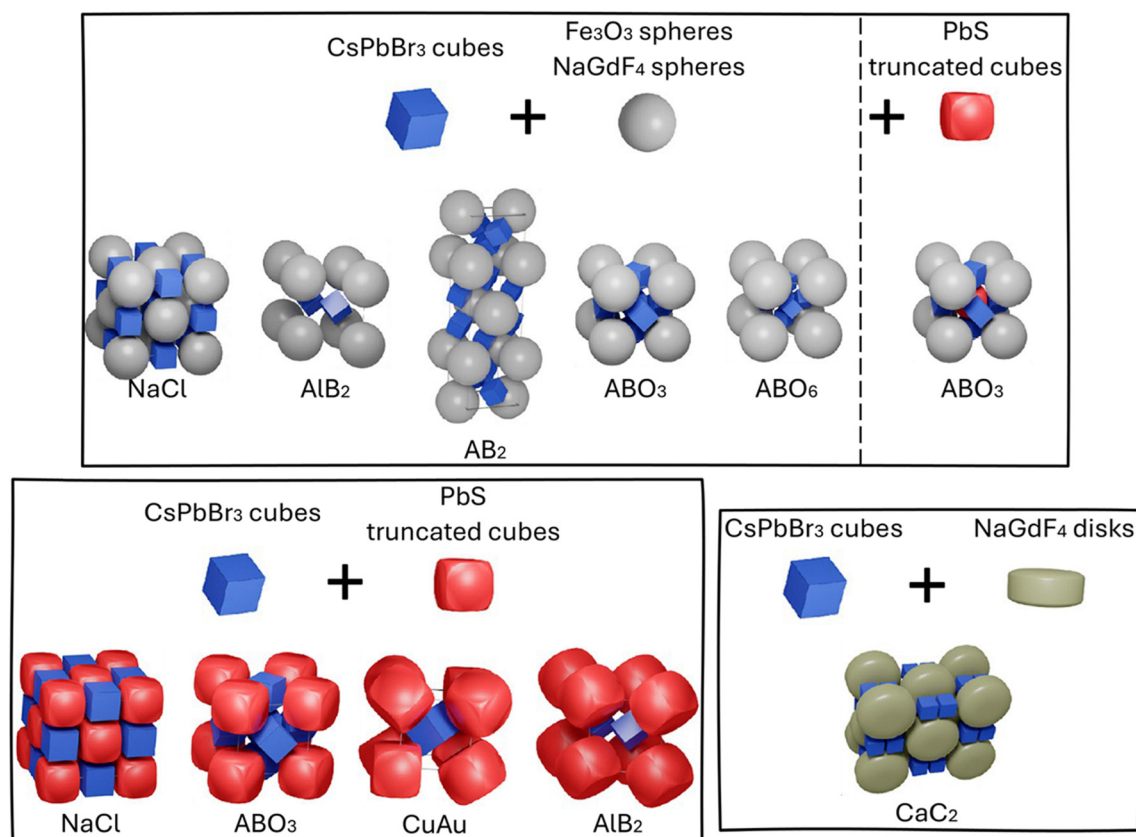 CsPbBr₃ cubes
Fe₃O₃ spheres
NaGdF₄ spheres
PbS
truncated cubes
+
+
NaCl
AlB₂
AB₂
ABO₃
ABO₆
ABO₃
CsPbBr₃ cubes
PbS
truncated cubes
+
NaCl
ABO₃
CuAu
AlB₂
CsPbBr₃ cubes
NaGdF₄ disks
+
CaC₂